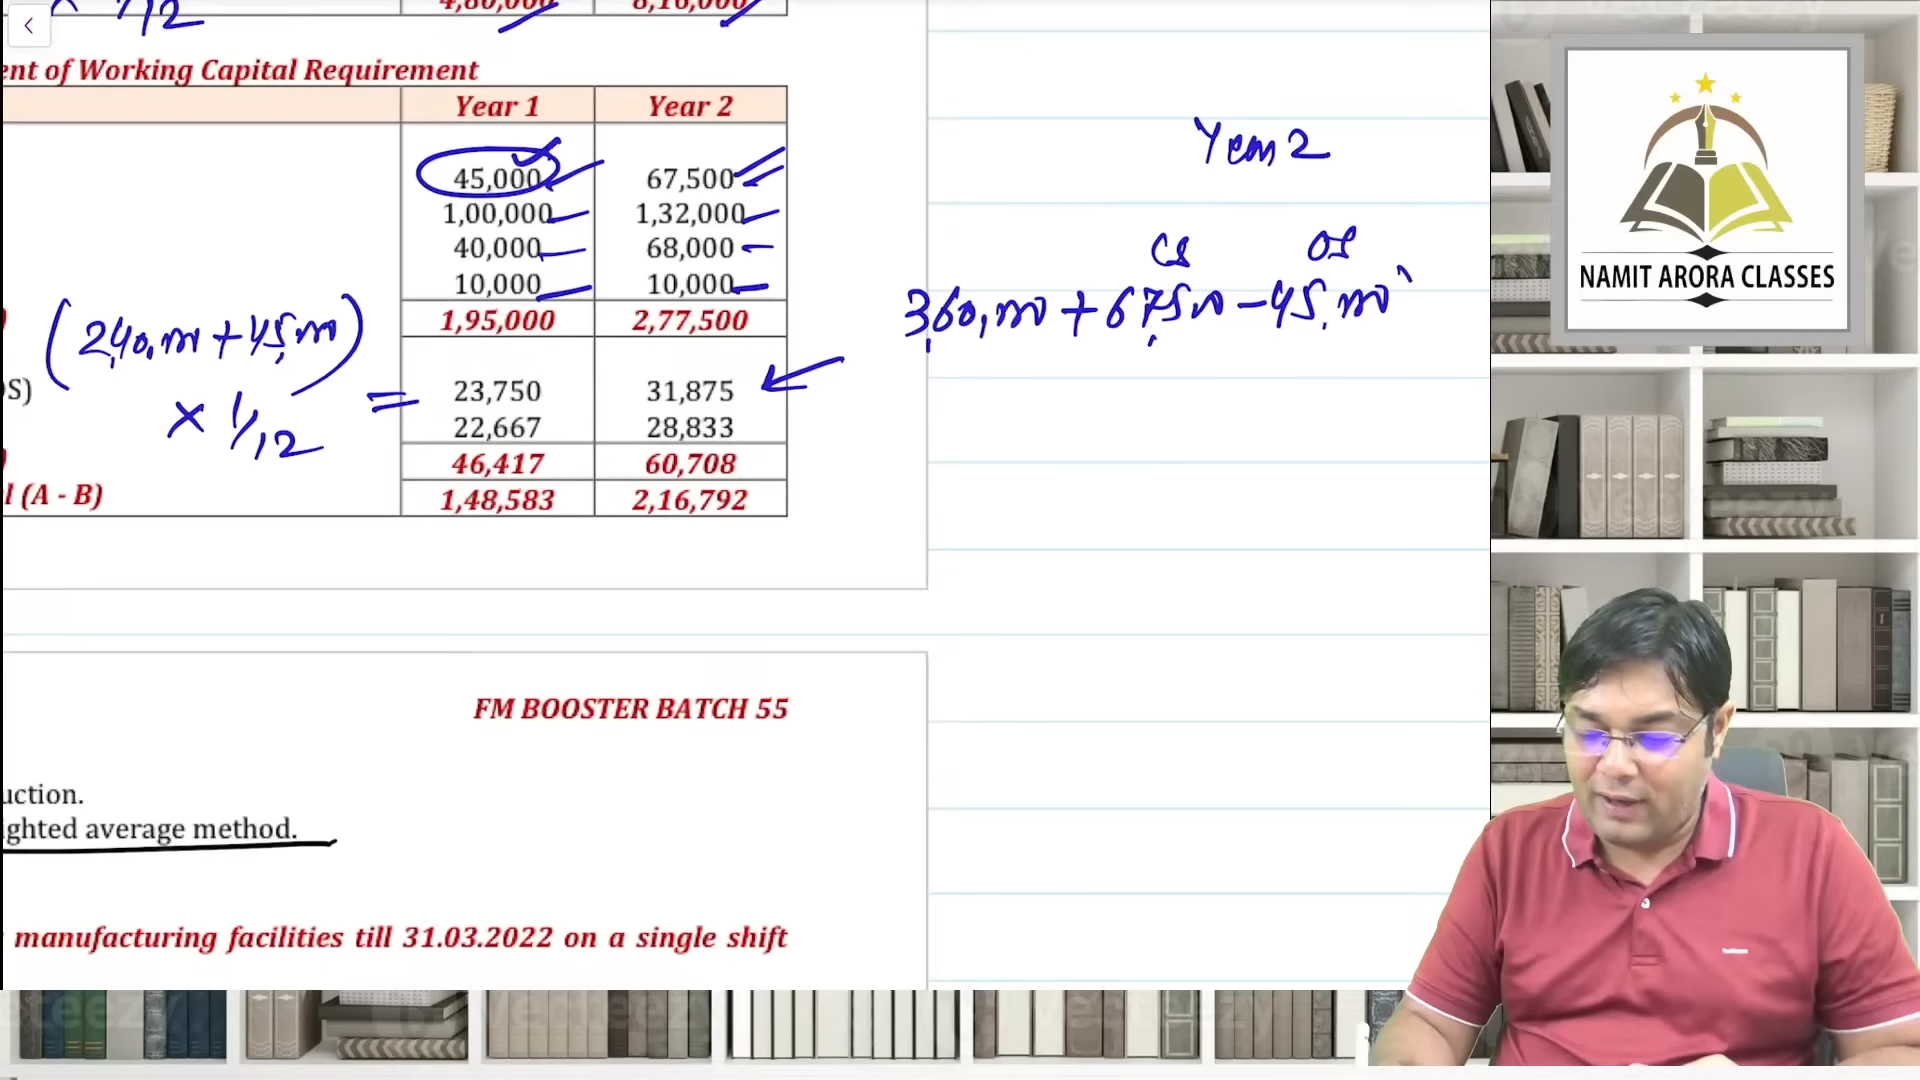 4,80,000 8,16,000
ent of Working Capital Requirement
Year 1 Year 2
45,000 67,500
1,00,000 1,32,000
40,000 68,000
10,000 10,000
1,95,000 2,77,500
OS) 23,750 31,875
22,667 28,833
46,417 60,708
l (A - B) 1,48,583 2,16,792
(240,000 + 45,000)
× 1/12 =
Year 2
CS OS
360,000 + 67,500 - 45,000
FM BOOSTER BATCH 55
uction.
ighted average method.
manufacturing facilities till 31.03.2022 on a single shift
NAMIT ARORA CLASSES